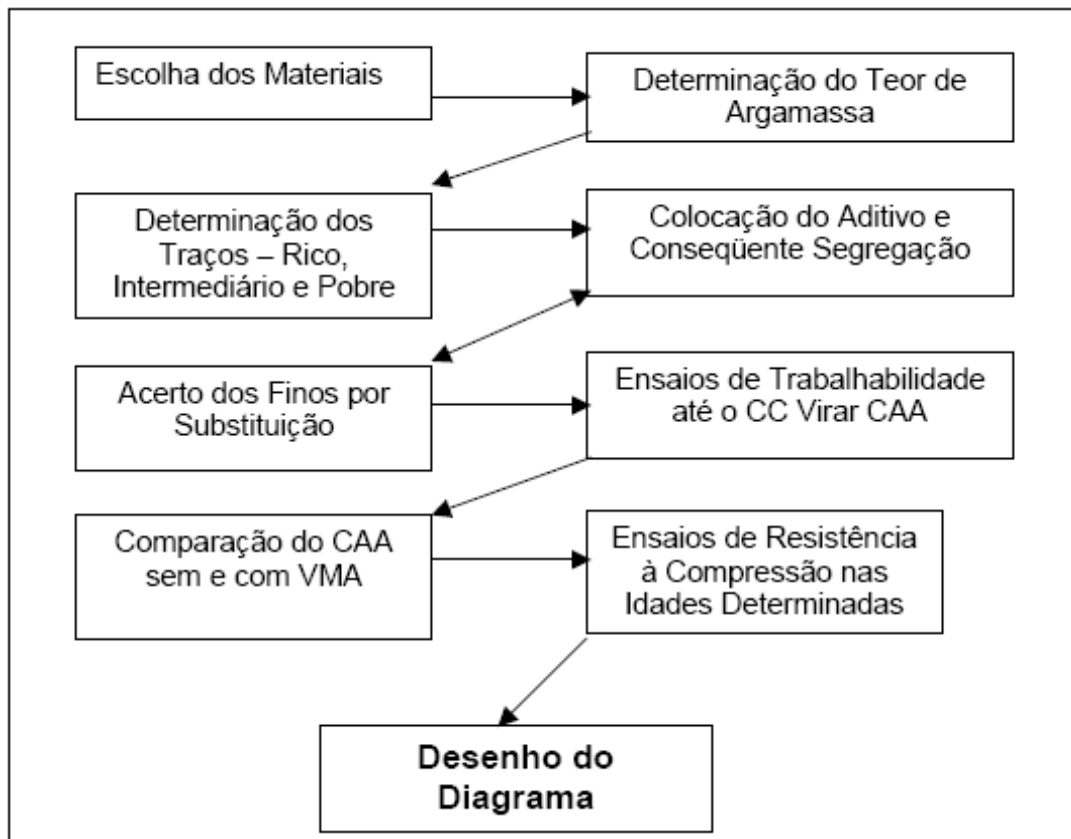 Escolha dos Materiais
Determinação do Teor de
Argamassa
Determinação dos
Traços – Rico,
Intermediário e Pobre
Colocação do Aditivo e
Conseqüente Segregação
Acerto dos Finos por
Substituição
Ensaios de Trabalhabilidade
até o CC Virar CAA
Comparação do CAA
sem e com VMA
Ensaios de Resistência
à Compressão nas
Idades Determinadas
Desenho do
Diagrama